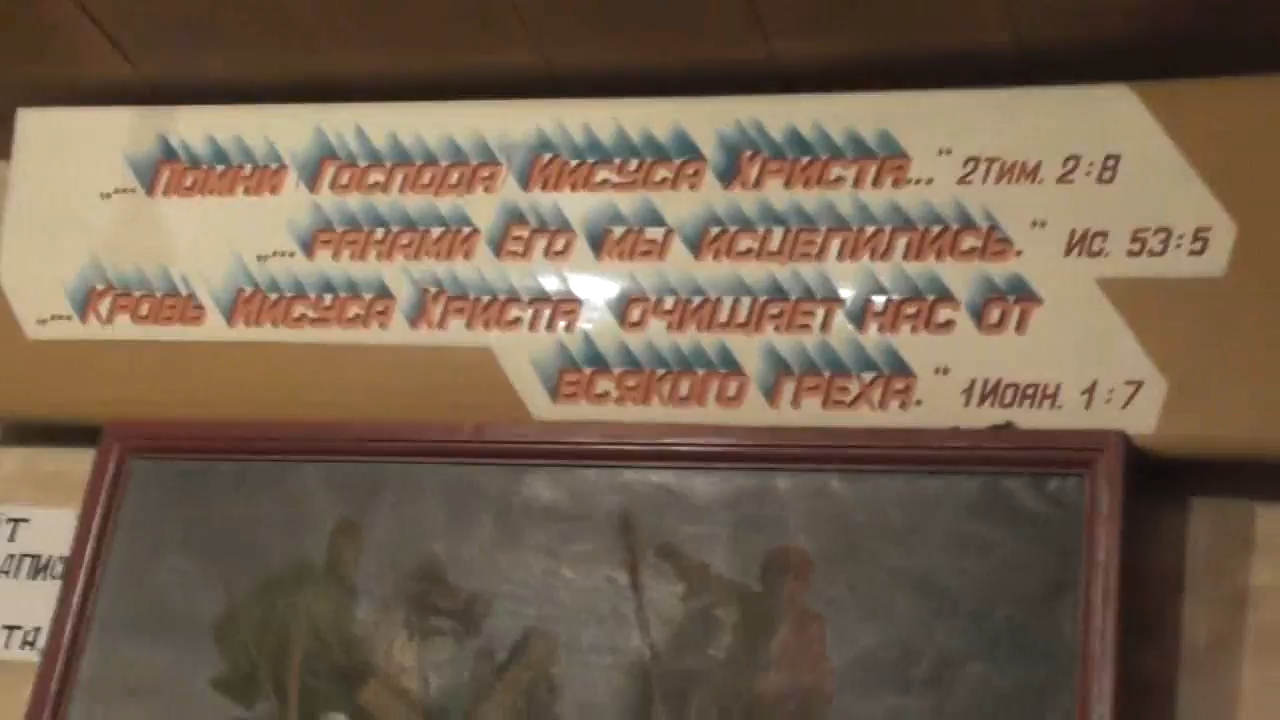 „...Помни Господа Иисуса Христа..." 2Тим. 2:8
„...ранами Его мы исцелились." Ис. 53:5
„...Кровь Иисуса Христа очищает нас от
всякого греха." 1Иоан. 1:7